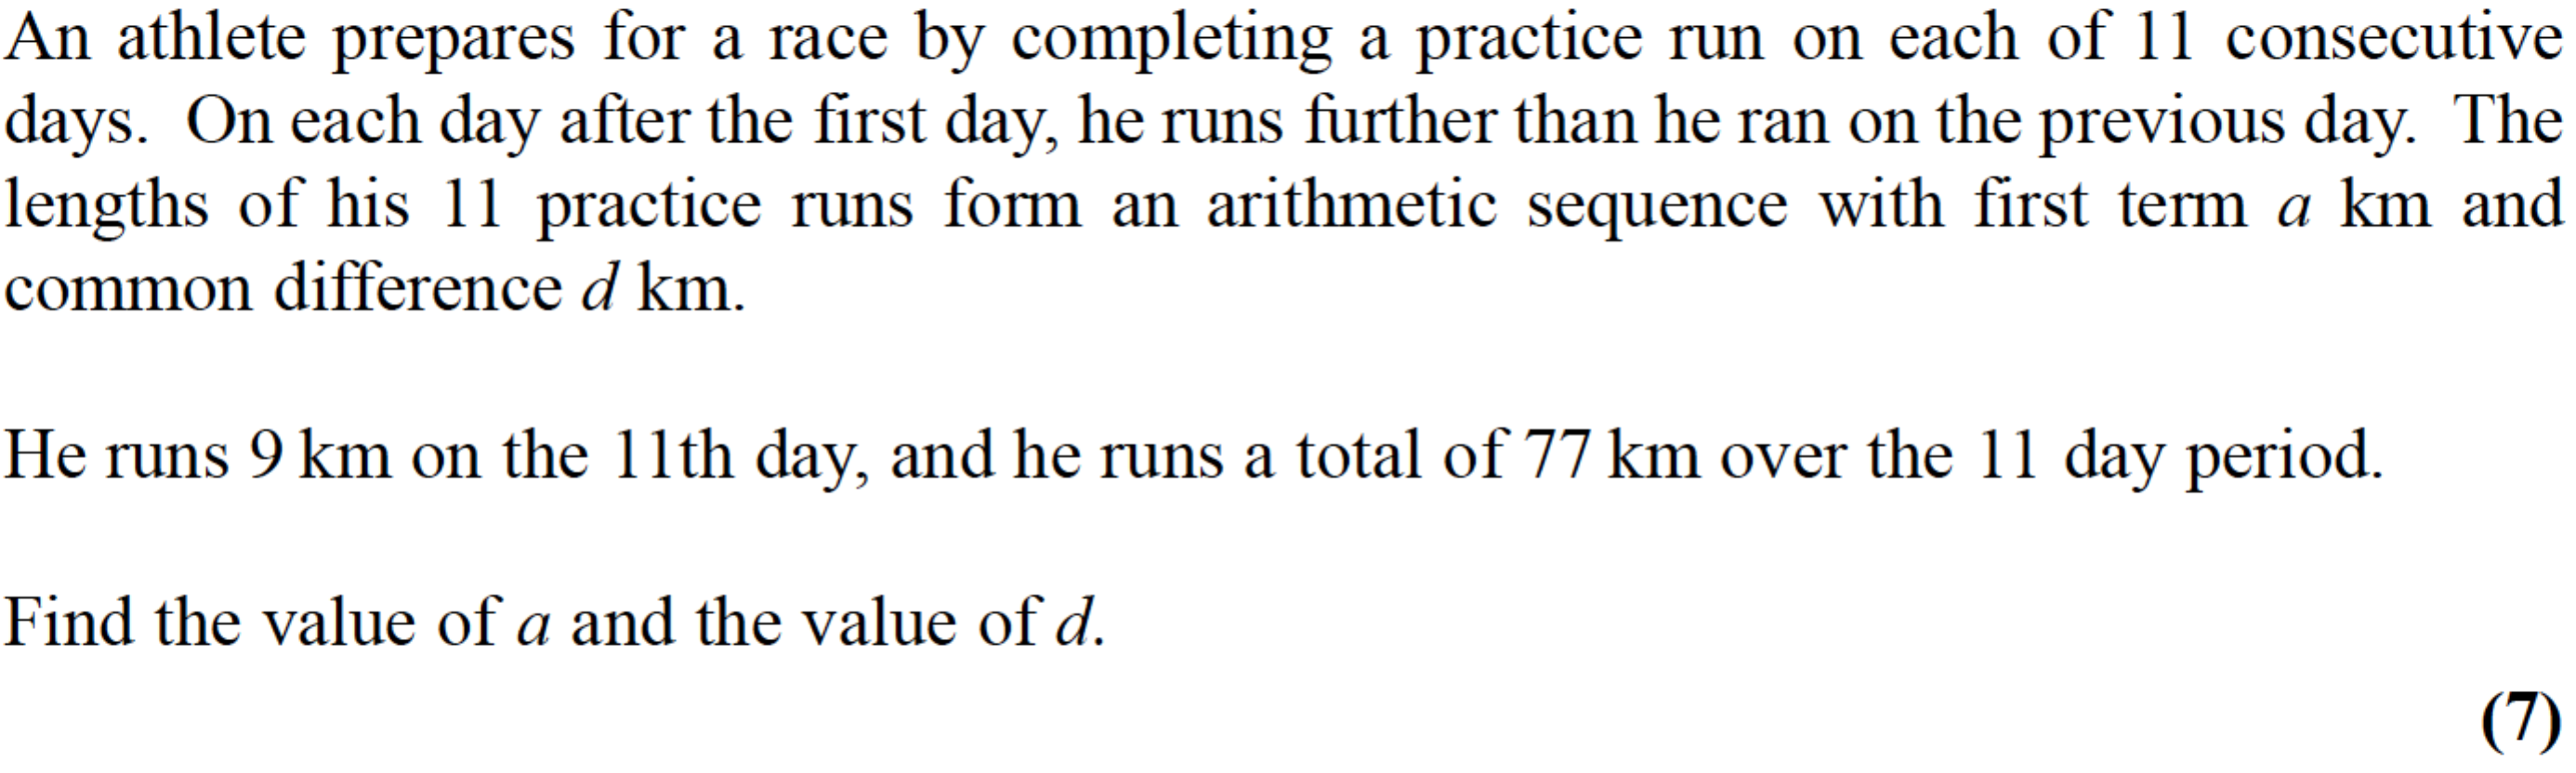 An athlete prepares for a race by completing a practice run on each of 11 consecutive
days. On each day after the first day, he runs further than he ran on the previous day. The
lengths of his 11 practice runs form an arithmetic sequence with first term a km and
common difference d km.
He runs 9 km on the 11th day, and he runs a total of 77 km over the 11 day period.
Find the value of a and the value of d.
(7)